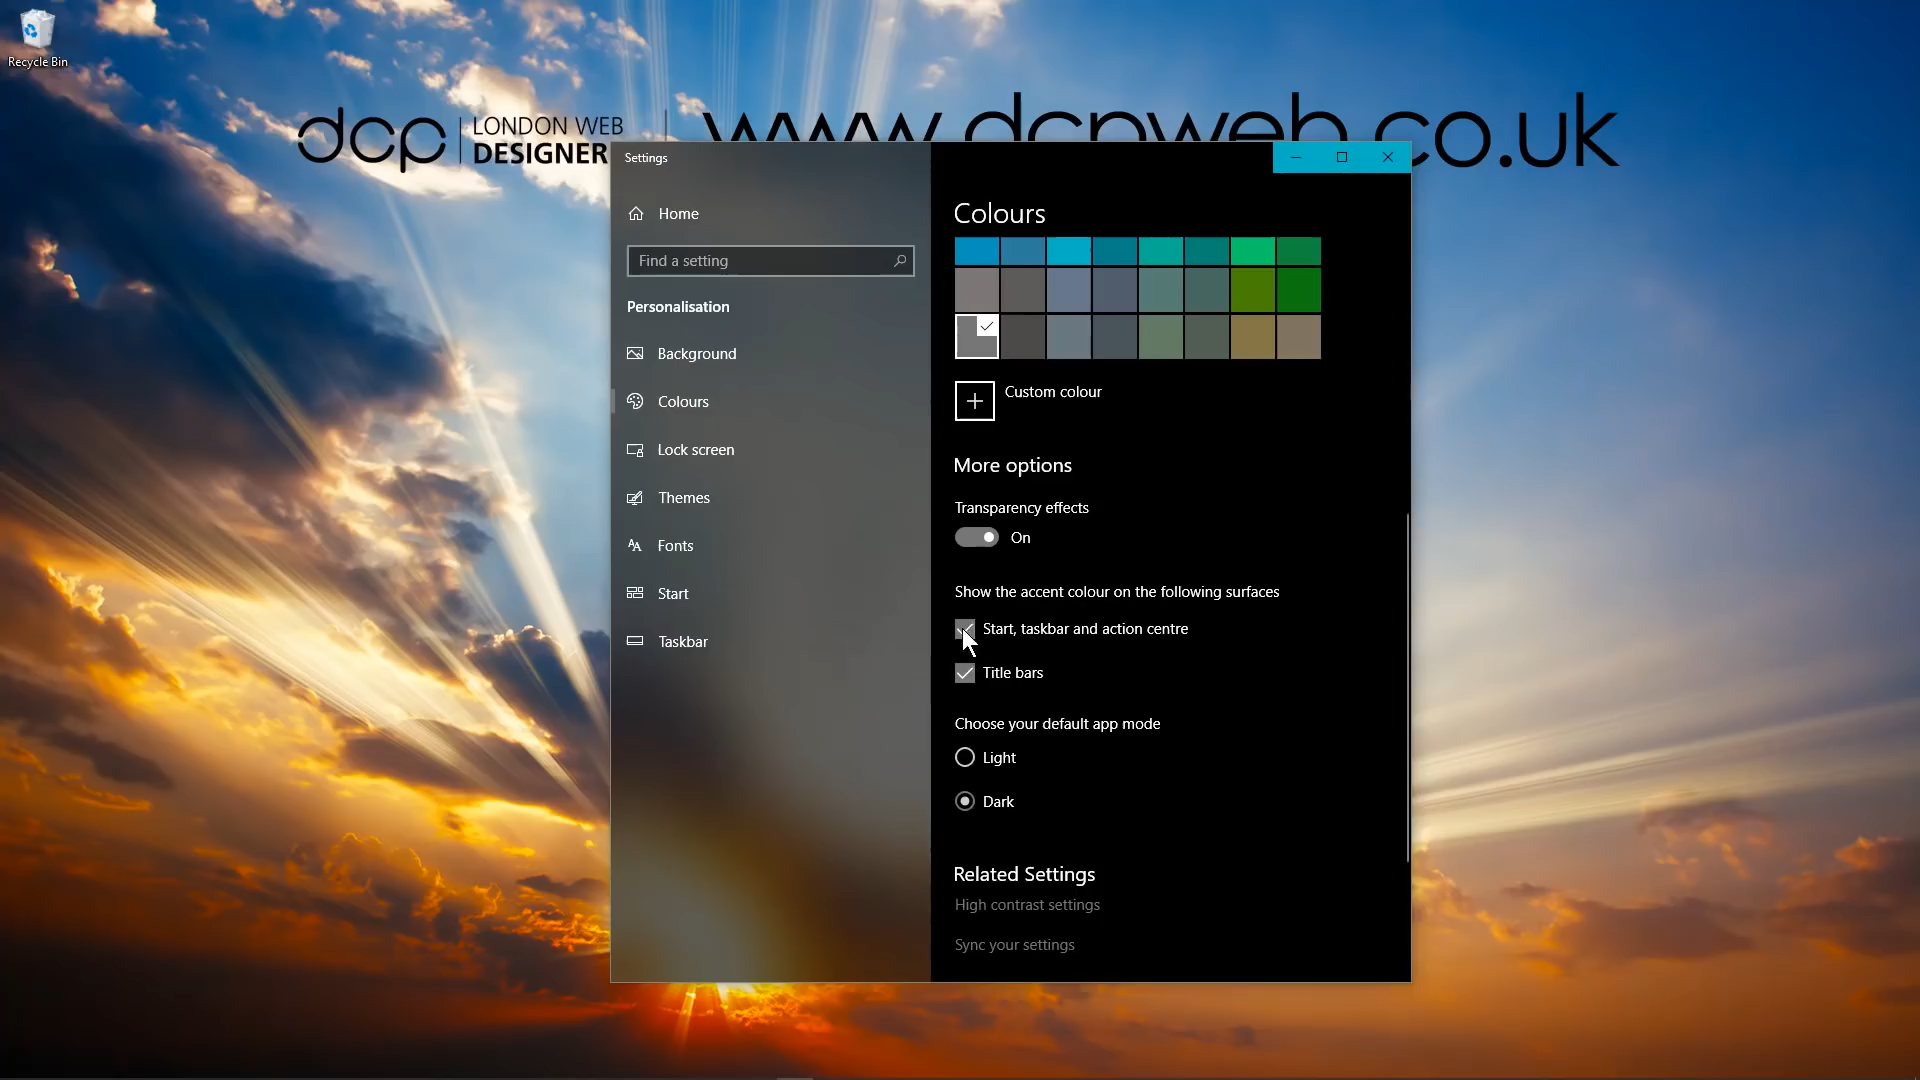 Recycle Bin
dcp
LONDON WEB
DESIGNER
www.dcpweb.co.uk
Settings
Home
Find a setting
Personalisation
Background
Colours
Lock screen
Themes
Fonts
Start
Taskbar
Colours
Custom colour
More options
Transparency effects
On
Show the accent colour on the following surfaces
Start, taskbar and action centre
Title bars
Choose your default app mode
Light
Dark
Related Settings
High contrast settings
Sync your settings